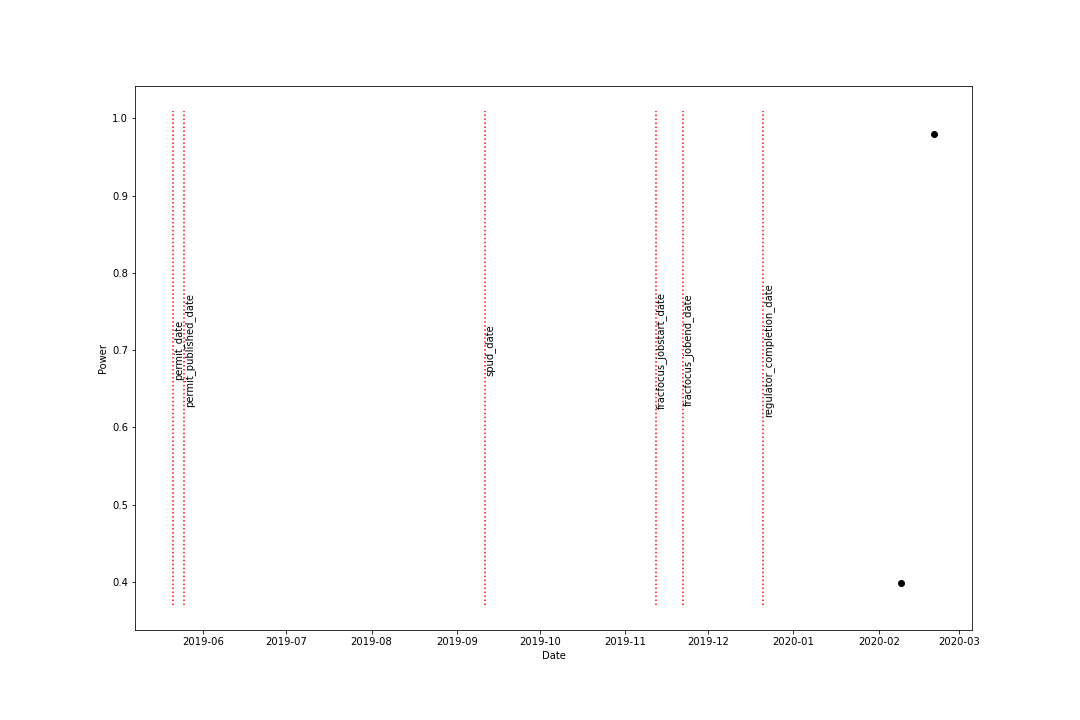 1.0
0.9
0.8
0.7
0.6
0.5
0.4
Power
permit_date
permit_published_date
spud_date
fracfocus_jobstart_date
fracfocus_jobend_date
regulator_completion_date
2019-06 2019-07 2019-08 2019-09 2019-10 2019-11 2019-12 2020-01 2020-02 2020-03
Date